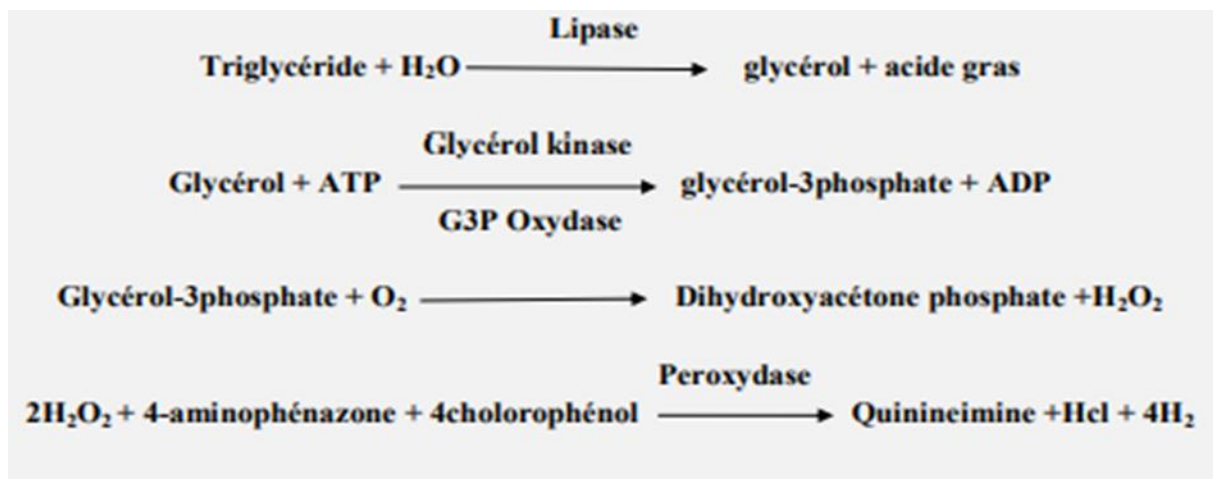 Lipase
Triglycéride + H₂O → glycérol + acide gras
Glycérol kinase
Glycérol + ATP → glycérol-3phosphate + ADP
G3P Oxydase
Glycérol-3phosphate + O₂ → Dihydroxyacétone phosphate +H₂O₂
Peroxydase
2H₂O₂ + 4-aminophénazone + 4cholorophénol → Quinineimine +Hcl + 4H₂